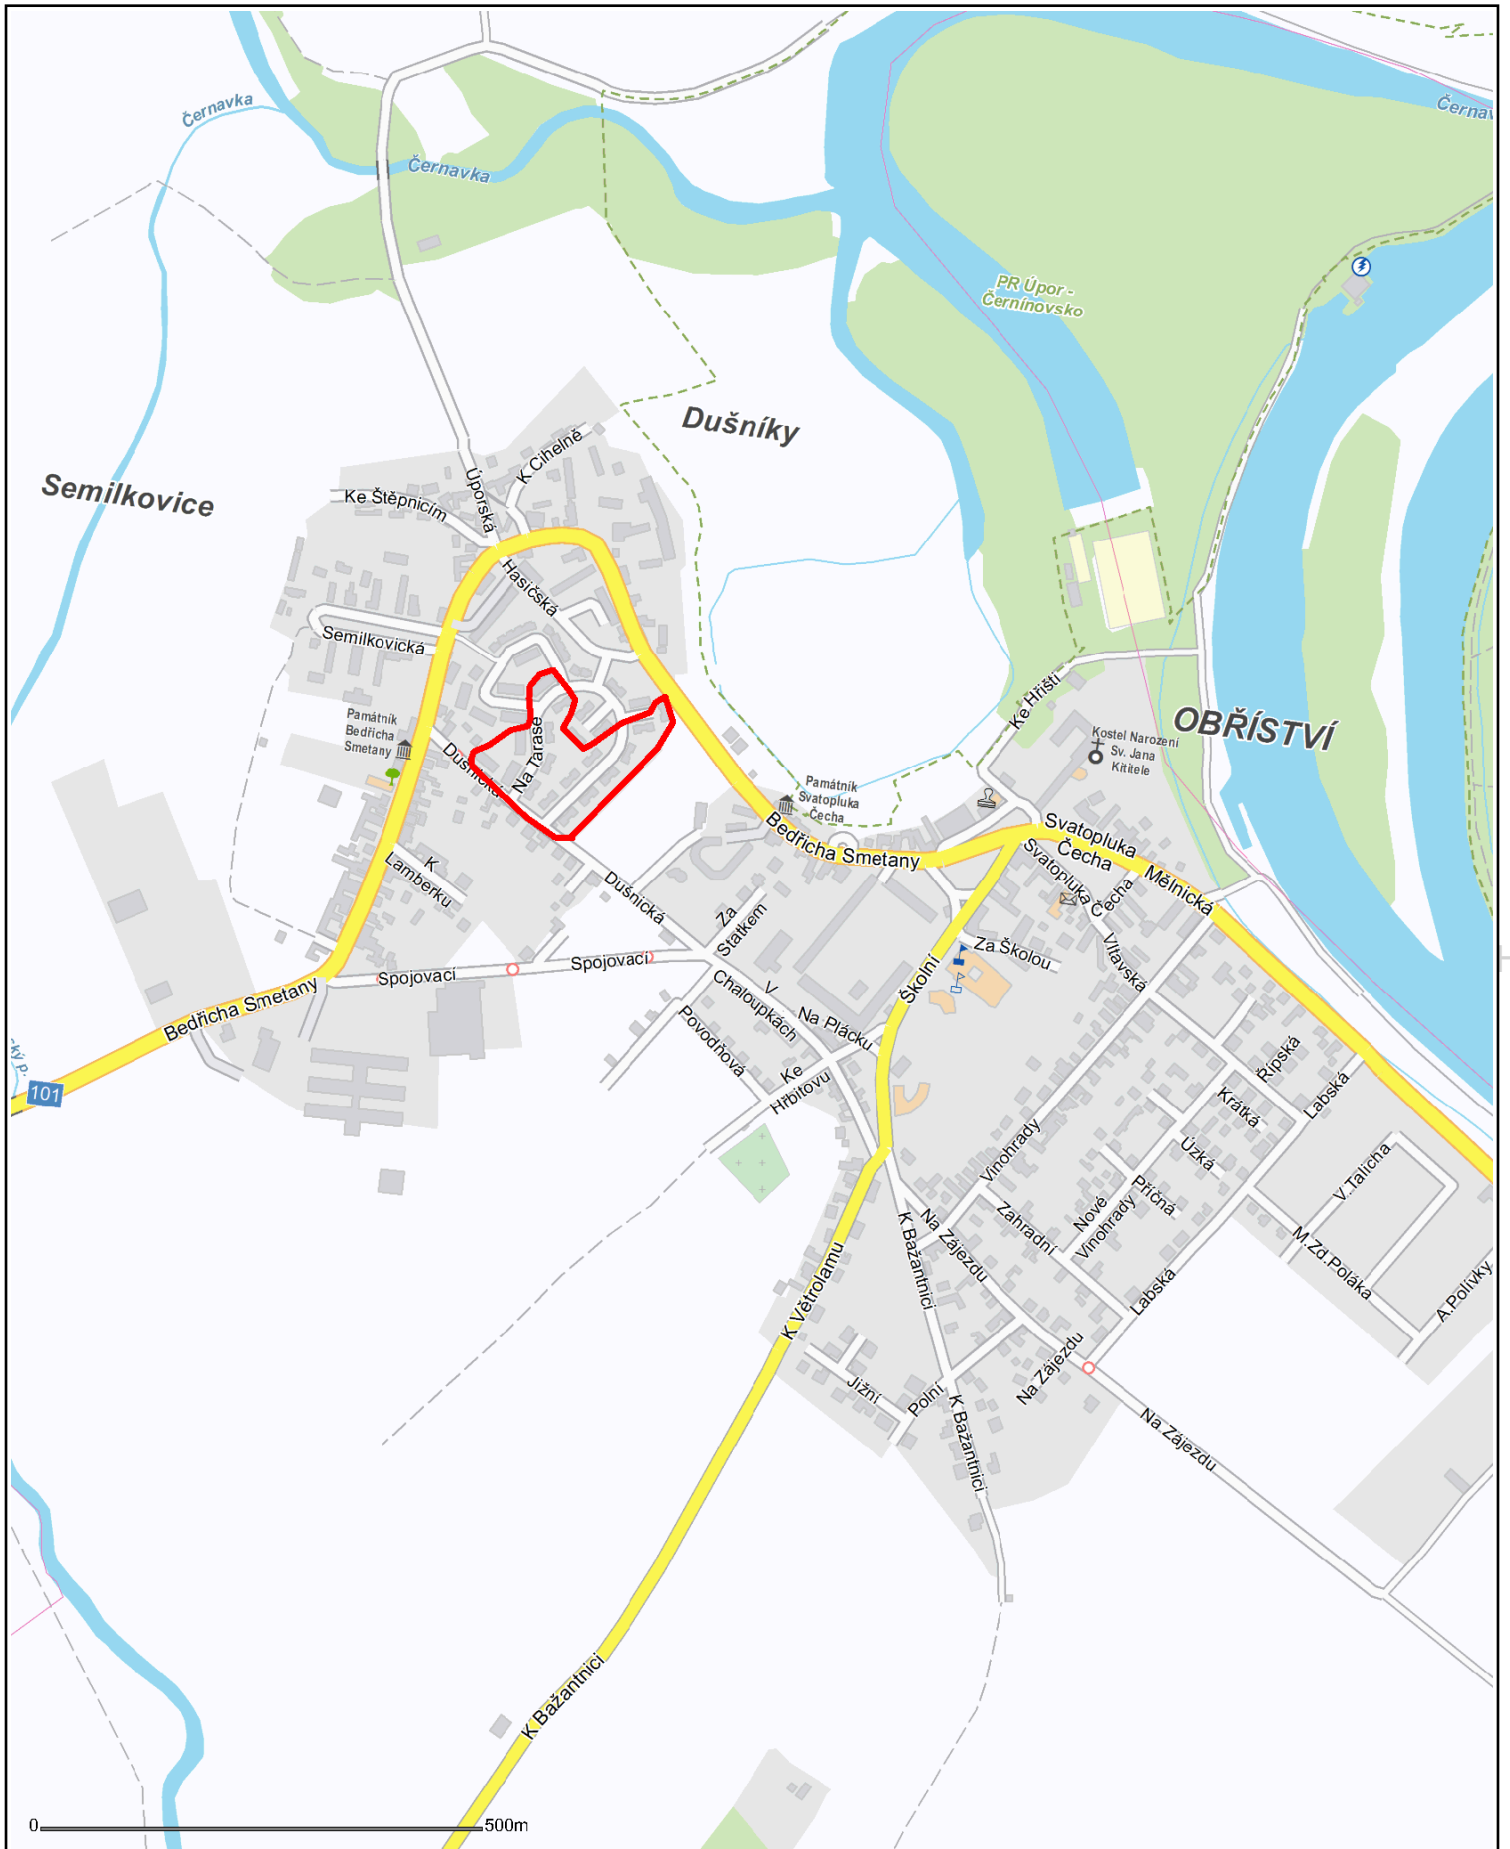 Černavka
Černavka
PR Úpor -
Černínovsko
Dušníky
Semilkovice
K Cihelně
Ke Štěpnicím
Úporská
Hasičská
Semilkovická
Památník
Bedřicha
Smetany
Dušnická
Na Tarase
Ke Hřišti
OBŘÍSTVÍ
Kostel Narození
Sv. Jana
Kititele
Památník
Svatopluka
Čecha
Bedřicha Smetany
Svatopluka
Čecha
Mělnická
Svatopluka
Čecha
K
Lamberku
Dušnická
Za
Statkem
Za Školou
Vltavská
Školní
Spojovací
Spojovací
Bedřicha Smetany
V
Chaloupkách
Na Plácku
Povodňová
Ke
Hřbitovu
101
ký p.
Řipská
Krátká
Labská
Úzká
Vinohrady
Příčná
Nové
Vinohrady
V.Talicha
Zahradní
M.Zd.Poláka
A.Polívky
Na Zájezdu
K Bažantnici
Labská
K Větrolamu
Na Zájezdu
Jižní
Polní
K Bažantnici
Na Zájezdu
K Bažantnici
0
500m